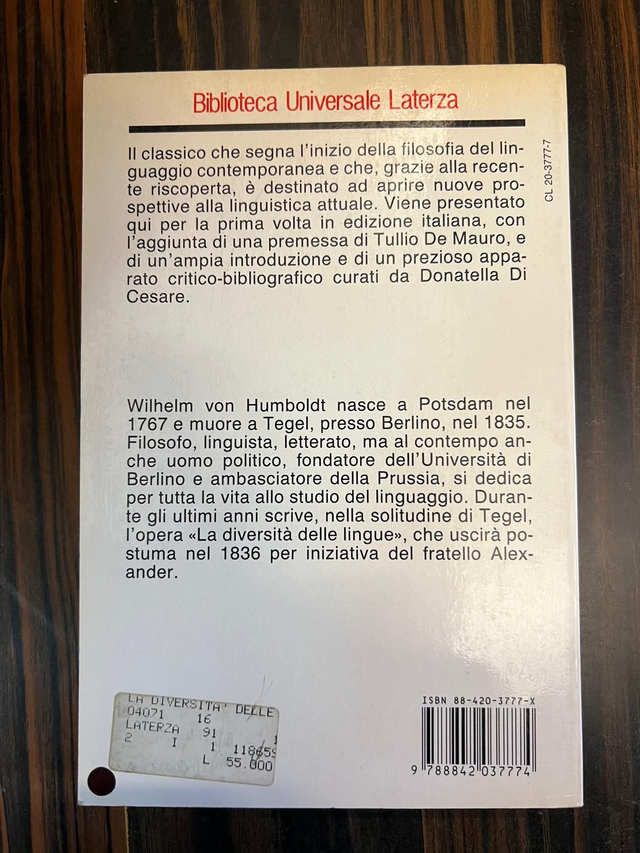 Biblioteca Universale Laterza
Il classico che segna l'inizio della filosofia del lin-
guaggio contemporanea e che, grazie alla recen-
te riscoperta, è destinato ad aprire nuove pro-
spettive alla linguistica attuale. Viene presentato
qui per la prima volta in edizione italiana, con
l'aggiunta di una premessa di Tullio De Mauro, e
di un'ampia introduzione e di un prezioso appa-
rato critico-bibliografico curati da Donatella Di
Cesare.
CL 20-3777-7
Wilhelm von Humboldt nasce a Potsdam nel
1767 e muore a Tegel, presso Berlino, nel 1835.
Filosofo, linguista, letterato, ma al contempo an-
che uomo politico, fondatore dell'Università di
Berlino e ambasciatore della Prussia, si dedica
per tutta la vita allo studio del linguaggio. Duran-
te gli ultimi anni scrive, nella solitudine di Tegel,
l'opera «La diversità delle lingue», che uscirà po-
stuma nel 1836 per iniziativa del fratello Alex-
ander.
LA DIVERSITA' DELLE
04071 16
LATERZA 91
2 I 1
L 55.000
ISBN 88-420-3777-X
9 788842 037774